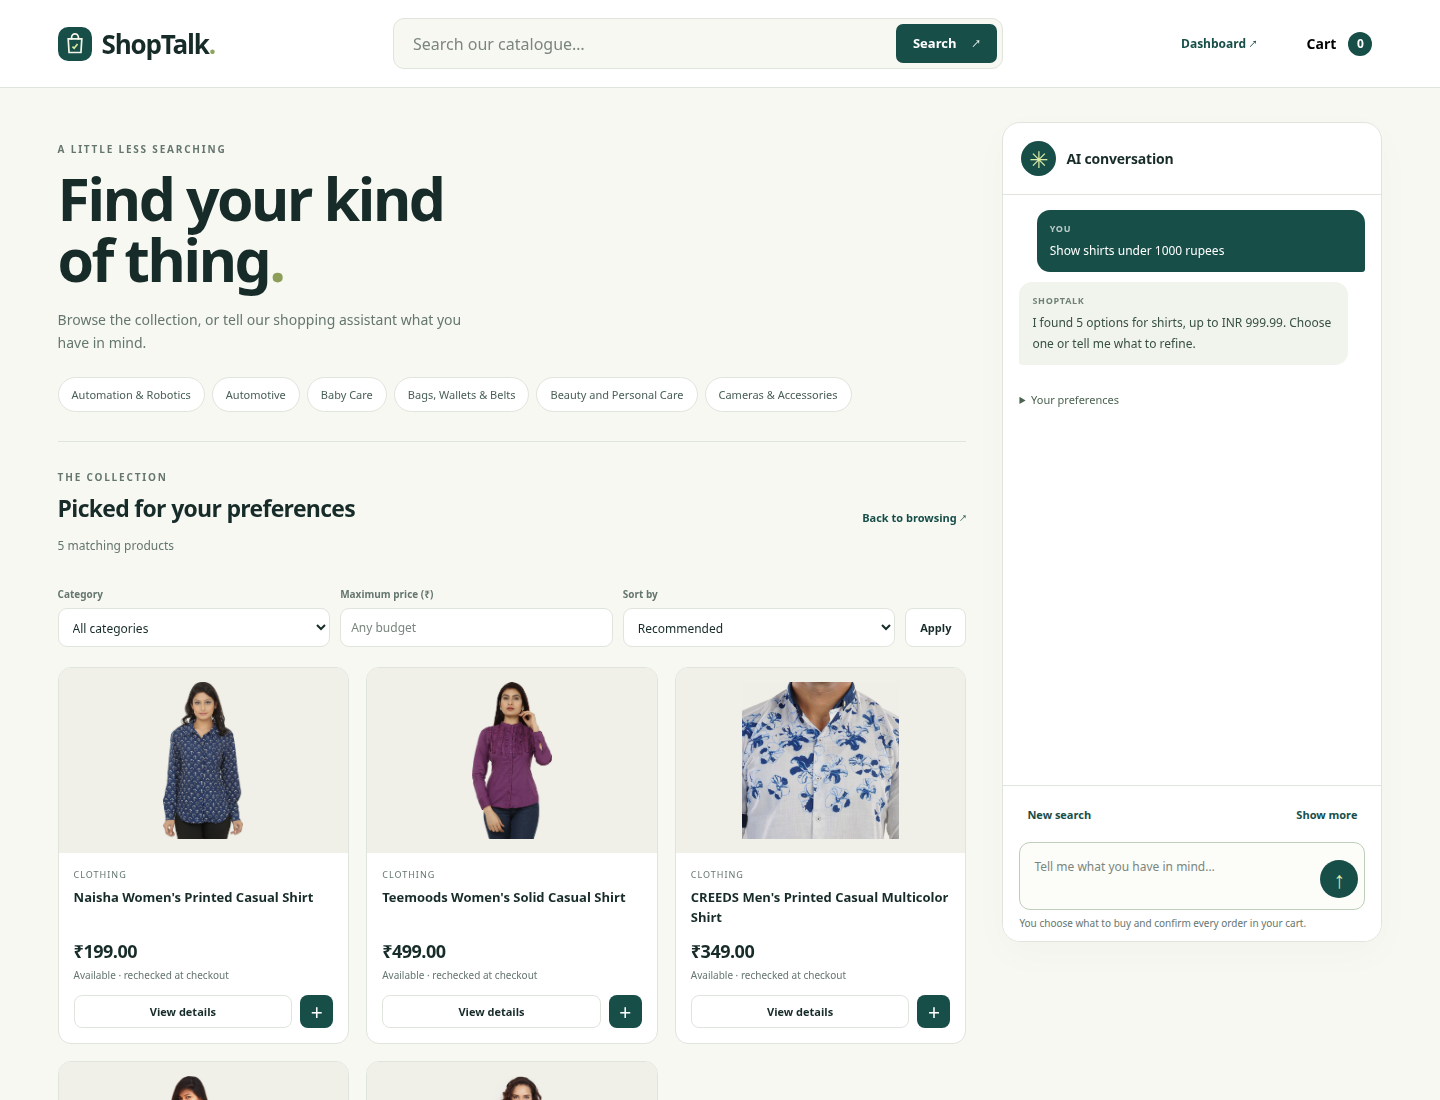 ShopTalk.
Search our catalogue...
Search ↗
Dashboard ↗
Cart 0
A LITTLE LESS SEARCHING
Find your kind
of thing.
Browse the collection, or tell our shopping assistant what you
have in mind.
Automation & Robotics
Automotive
Baby Care
Bags, Wallets & Belts
Beauty and Personal Care
Cameras & Accessories
THE COLLECTION
Picked for your preferences
Back to browsing ↗
5 matching products
Category
Maximum price (₹)
Sort by
All categories
Any budget
Recommended
Apply
CLOTHING
Naisha Women's Printed Casual Shirt
₹199.00
Available · rechecked at checkout
View details
+
CLOTHING
Teemoods Women's Solid Casual Shirt
₹499.00
Available · rechecked at checkout
View details
+
CLOTHING
CREEDS Men's Printed Casual Multicolor
Shirt
₹349.00
Available · rechecked at checkout
View details
+
AI conversation
YOU
Show shirts under 1000 rupees
SHOPTALK
I found 5 options for shirts, up to INR 999.99. Choose
one or tell me what to refine.
▶ Your preferences
New search
Show more
Tell me what you have in mind...
↑
You choose what to buy and confirm every order in your cart.